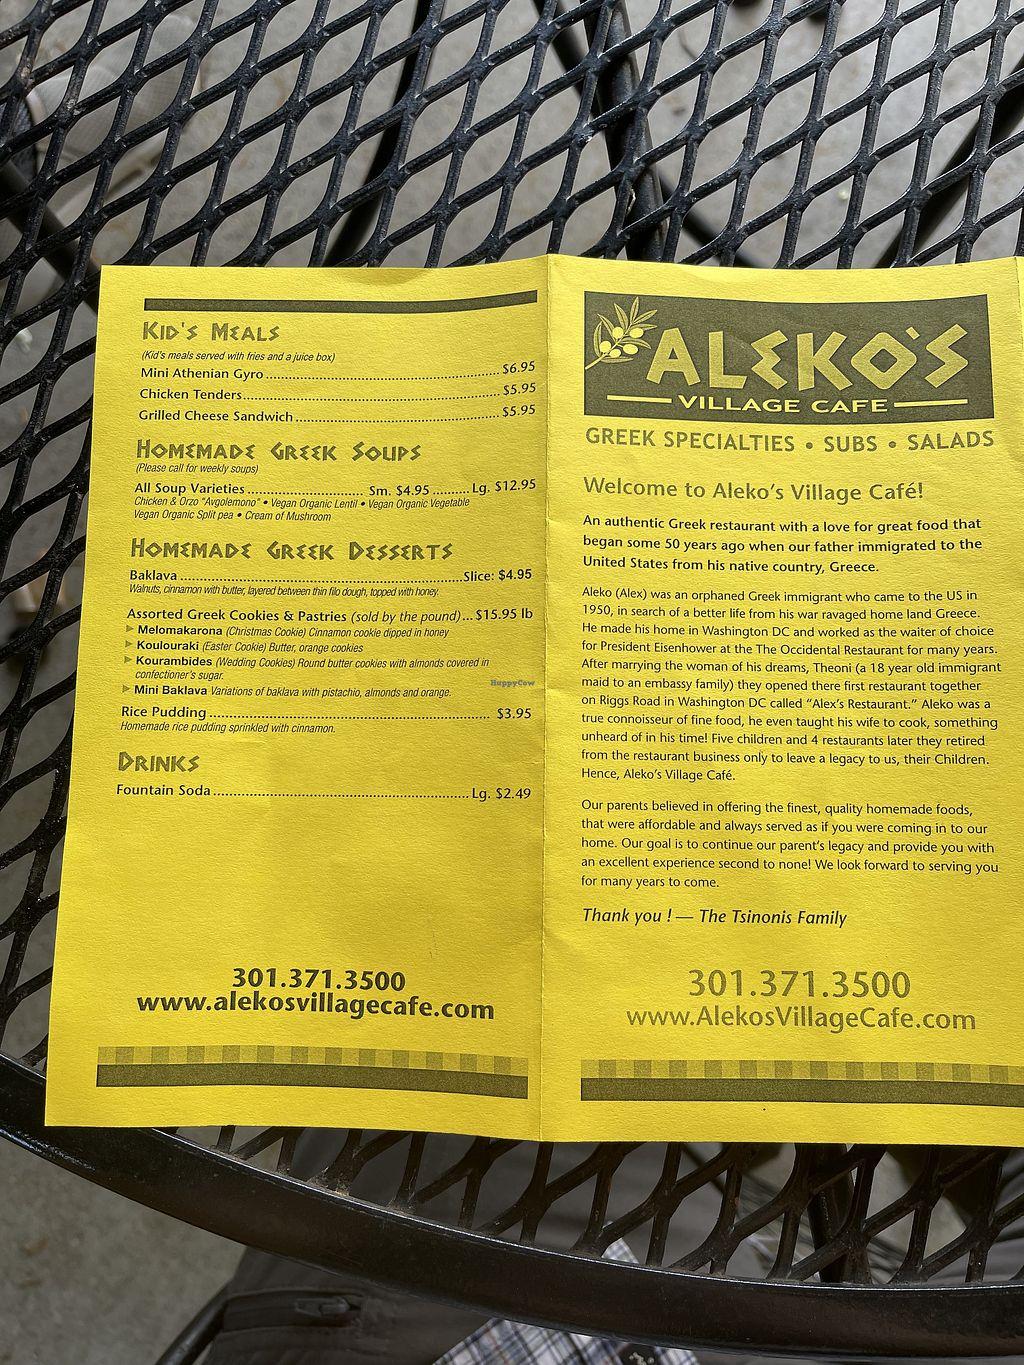 KID'S MEALS
(Kid's meals served with fries and a juice box)
Mini Athenian Gyro $6.95
Chicken Tenders $5.95
Grilled Cheese Sandwich $5.95
HOMEMADE GREEK SOUPS
(Please call for weekly soups)
All Soup Varieties Sm. $4.95 Lg. $12.95
Chicken & Orzo "Avgolemono" • Vegan Organic Lentil • Vegan Organic Vegetable
Vegan Organic Split pea • Cream of Mushroom
HOMEMADE GREEK DESSERTS
Baklava Slice: $4.95
Walnuts, cinnamon with butter, layered between thin filo dough, topped with honey.
Assorted Greek Cookies & Pastries (sold by the pound)... $15.95 lb
Melomakarona (Christmas Cookie) Cinnamon cookie dipped in honey
Koulouraki (Easter Cookie) Butter, orange cookies
Kourambides (Wedding Cookies) Round butter cookies with almonds covered in
confectioner's sugar.
Mini Baklava Variations of baklava with pistachio, almonds and orange.
Rice Pudding $3.95
Homemade rice pudding sprinkled with cinnamon.
DRINKS
Fountain Soda Lg. $2.49
301.371.3500
www.alekosvillagecafe.com
HappyCow
ALEKO'S
VILLAGE CAFE
GREEK SPECIALTIES • SUBS • SALADS
Welcome to Aleko's Village Café!
An authentic Greek restaurant with a love for great food that
began some 50 years ago when our father immigrated to the
United States from his native country, Greece.
Aleko (Alex) was an orphaned Greek immigrant who came to the US in
1950, in search of a better life from his war ravaged home land Greece.
He made his home in Washington DC and worked as the waiter of choice
for President Eisenhower at the The Occidental Restaurant for many years.
After marrying the woman of his dreams, Theoni (a 18 year old immigrant
maid to an embassy family) they opened there first restaurant together
on Riggs Road in Washington DC called "Alex's Restaurant." Aleko was a
true connoisseur of fine food, he even taught his wife to cook, something
unheard of in his time! Five children and 4 restaurants later they retired
from the restaurant business only to leave a legacy to us, their Children.
Hence, Aleko's Village Café.
Our parents believed in offering the finest, quality homemade foods,
that were affordable and always served as if you were coming in to our
home. Our goal is to continue our parent's legacy and provide you with
an excellent experience second to none! We look forward to serving you
for many years to come.
Thank you ! — The Tsinonis Family
301.371.3500
www.AlekosVillageCafe.com